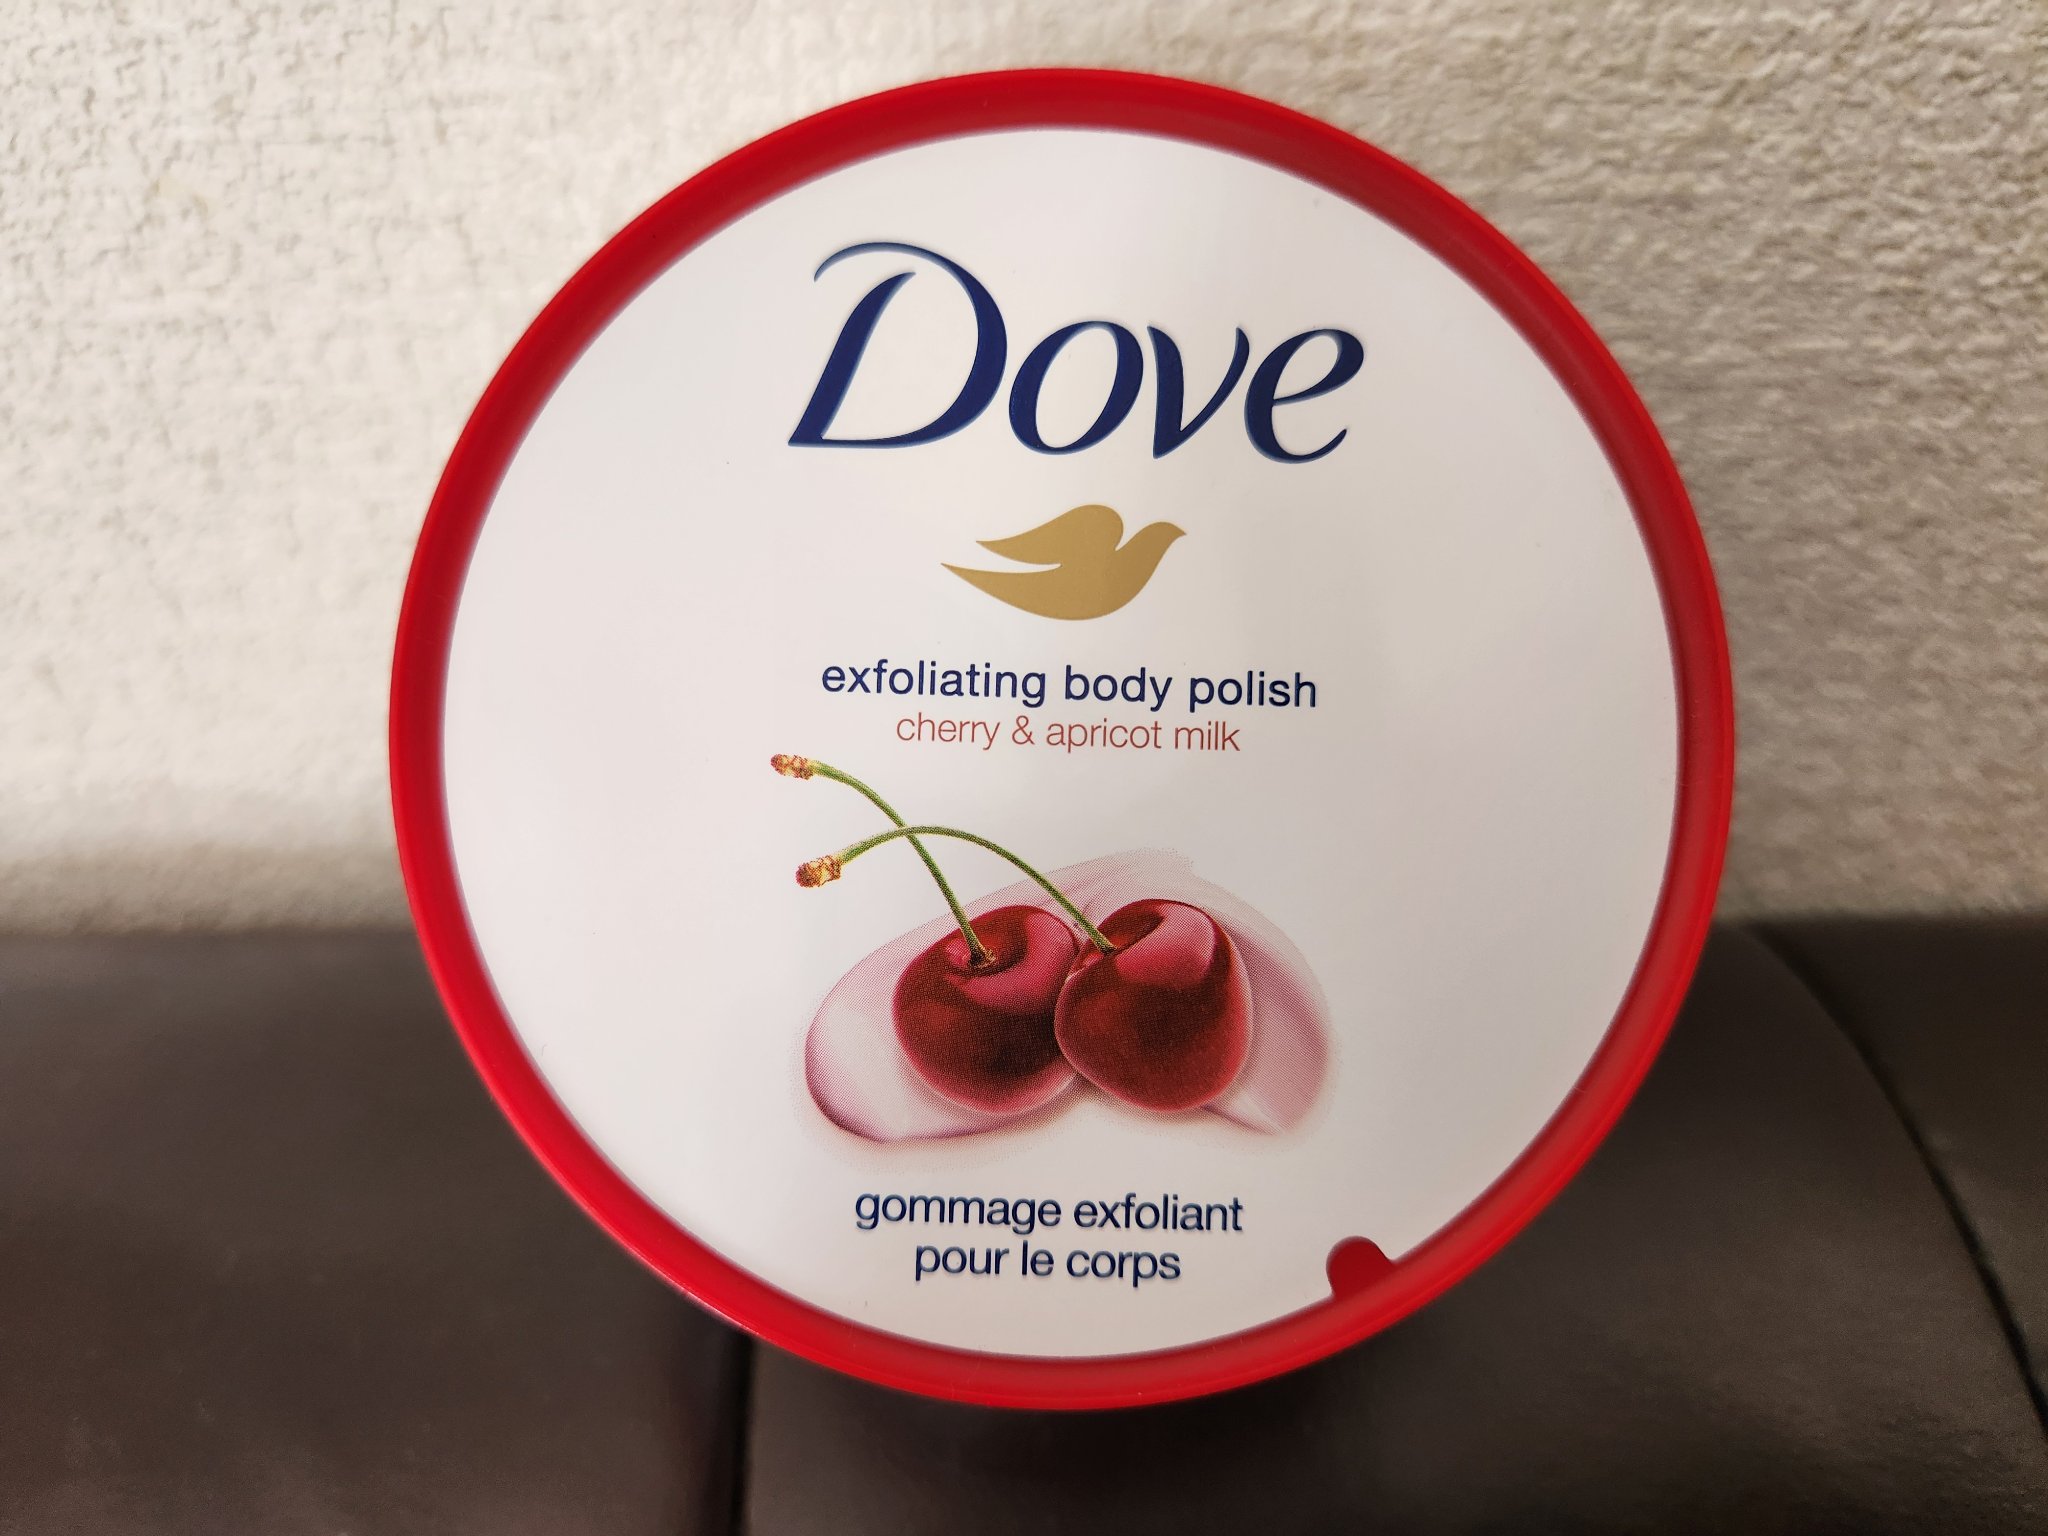 Dove
exfoliating body polish
cherry & apricot milk
gommage exfoliant
pour le corps